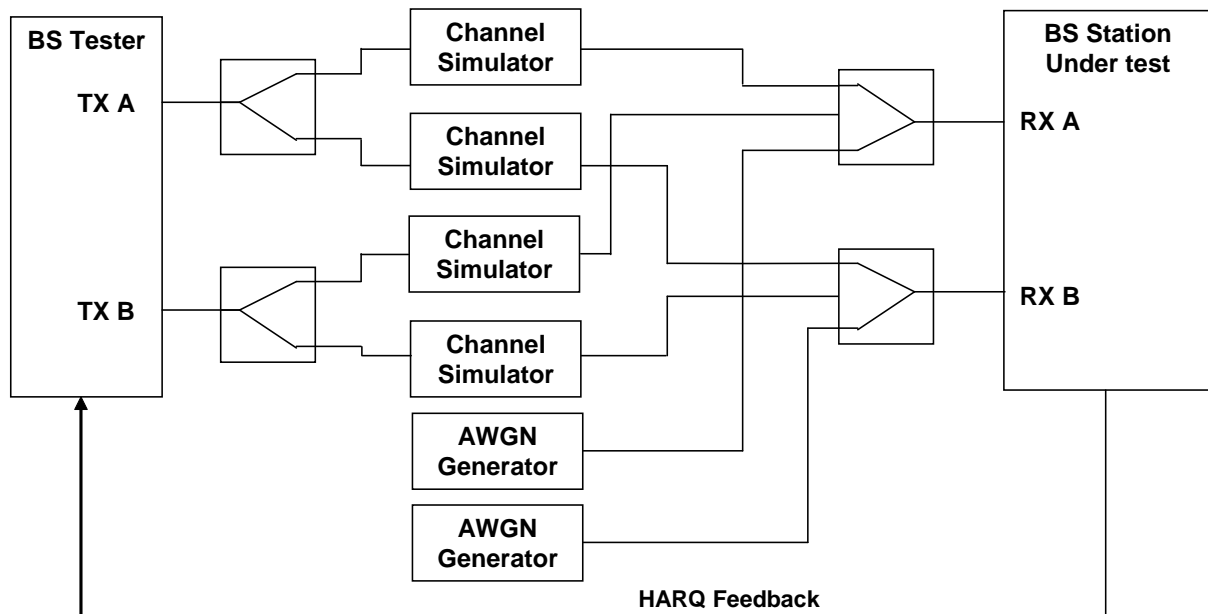 BS Tester
TX A
TX B
Channel
Simulator
Channel
Simulator
Channel
Simulator
Channel
Simulator
AWGN
Generator
AWGN
Generator
BS Station
Under test
RX A
RX B
HARQ Feedback